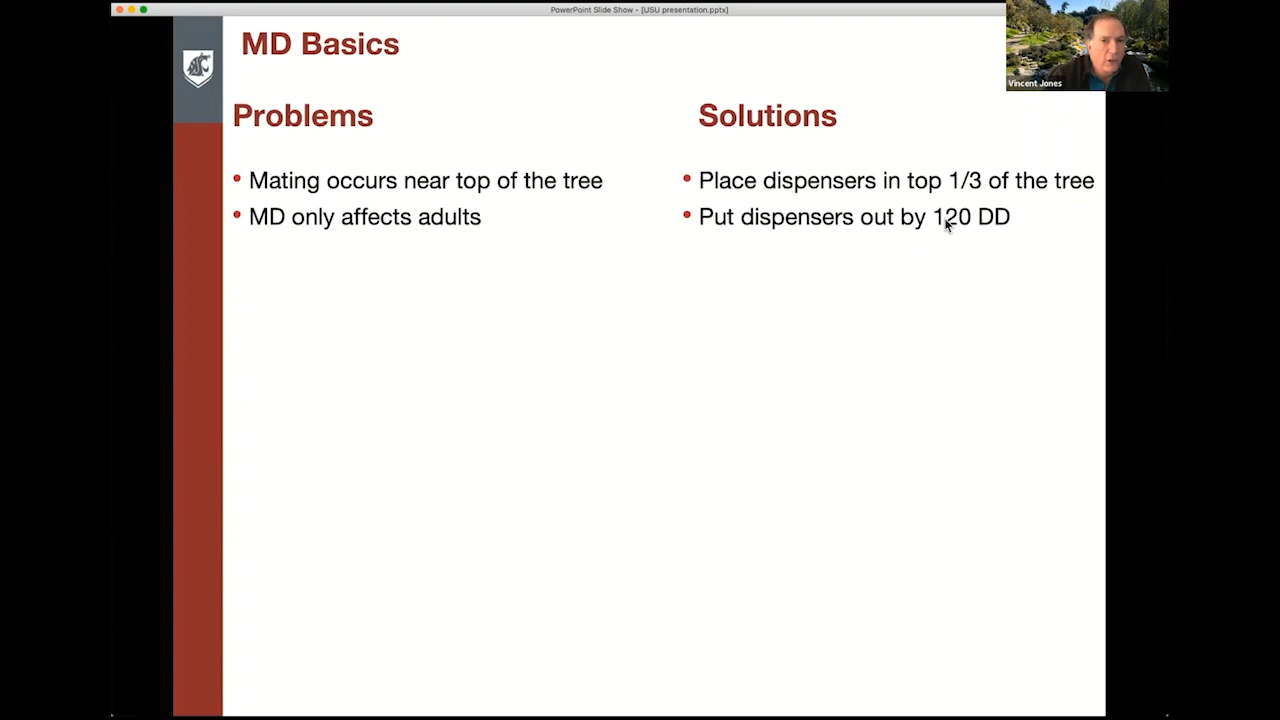 PowerPoint Slide Show - [USU presentation.pptx]
MD Basics
Vincent Jones
Problems
Solutions
• Mating occurs near top of the tree
• Place dispensers in top 1/3 of the tree
• MD only affects adults
• Put dispensers out by 120 DD